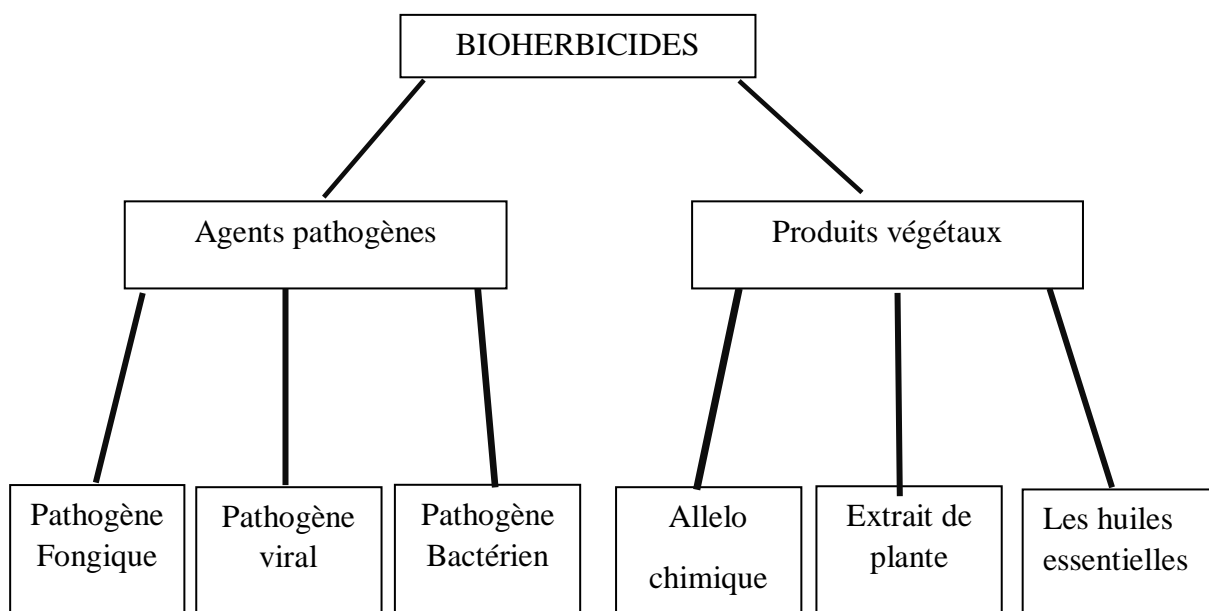 BIOHERBICIDES
Agents pathogènes
Produits végétaux
Pathogène
Fongique
Pathogène
viral
Pathogène
Bactérien
Allelo
chimique
Extrait de
plante
Les huiles
essentielles